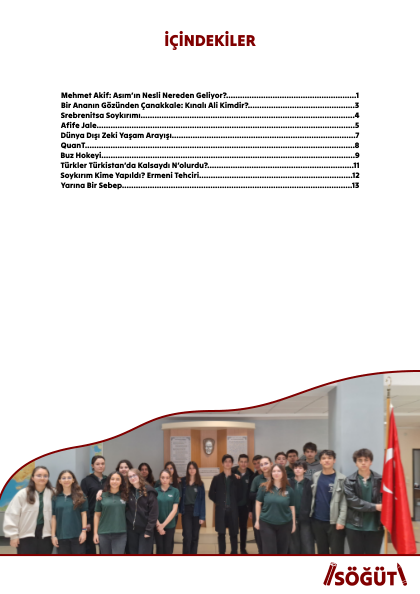 İÇİNDEKİLER
Mehmet Akif: Asım'ın Nesli Nereden Geliyor?..........................................................1
Bir Ananın Gözünden Çanakkale: Kınalı Ali Kimdir?................................................3
Srebrenitsa Soykırımı................................................................................................4
Afife Jale....................................................................................................................5
Dünya Dışı Zeki Yaşam Arayışı..................................................................................7
QuanT........................................................................................................................8
Buz Hokeyi.................................................................................................................9
Türkler Türkistan'da Kalsaydı N'olurdu?.................................................................11
Soykırım Kime Yapıldı? Ermeni Tehciri....................................................................12
Yarına Bir Sebep.......................................................................................................13
SÖĞÜT